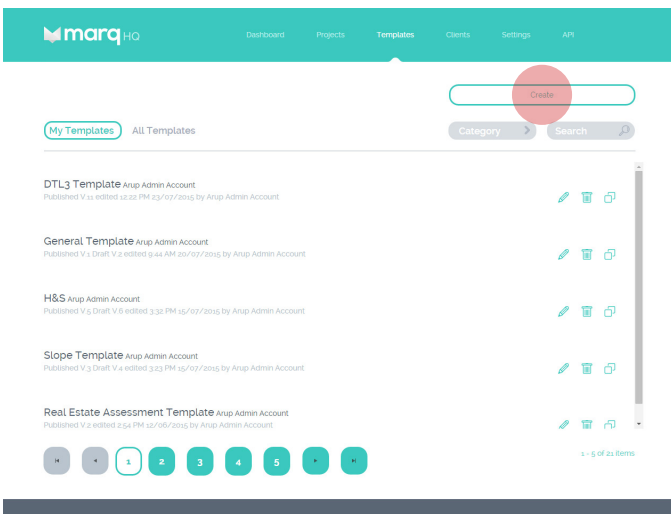 marq HQ
Dashboard Projects Templates Clients Settings API
Create
My Templates All Templates
Category Search
DTL3 Template Arup Admin Account
Published V.11 edited 12:22 PM 23/07/2015 by Arup Admin Account
General Template Arup Admin Account
Published V.1 Draft V.2 edited 9:44 AM 20/07/2015 by Arup Admin Account
H&S Arup Admin Account
Published V.5 Draft V.6 edited 3:32 PM 15/07/2015 by Arup Admin Account
Slope Template Arup Admin Account
Published V.3 Draft V.4 edited 3:23 PM 15/07/2015 by Arup Admin Account
Real Estate Assessment Template Arup Admin Account
Published V.2 edited 2:54 PM 12/06/2015 by Arup Admin Account
1 2 3 4 5
1 - 5 of 21 items